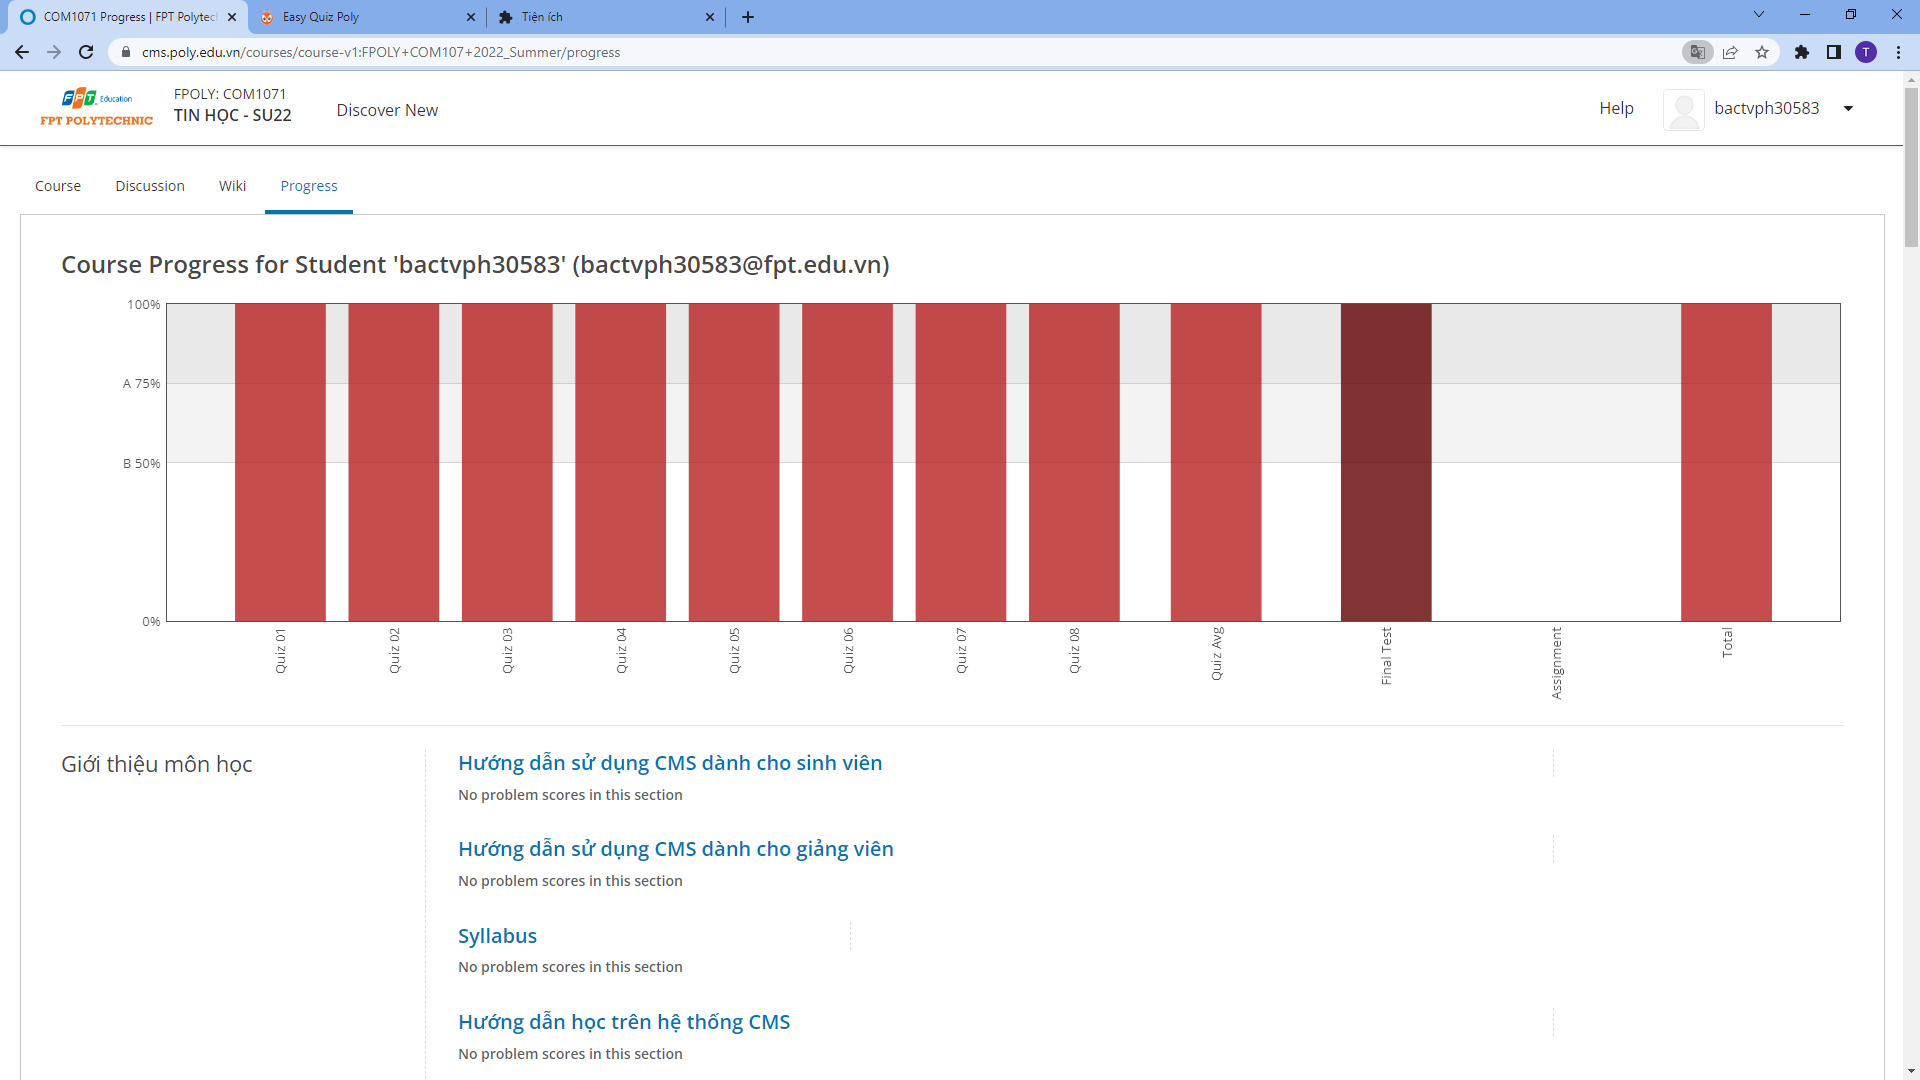 COM1071 Progress | FPT Polytec
Easy Quiz Poly
Tiện ích
cms.poly.edu.vn/courses/course-v1:FPOLY+COM107+2022_Summer/progress
T
FPT Education
FPT POLYTECHNIC
FPOLY: COM1071
TIN HỌC - SU22
Discover New
Help
bactvph30583
Course
Discussion
Wiki
Progress
Course Progress for Student 'bactvph30583' (bactvph30583@fpt.edu.vn)
100%
A 75%
B 50%
0%
Quiz 01
Quiz 02
Quiz 03
Quiz 04
Quiz 05
Quiz 06
Quiz 07
Quiz 08
Quiz Avg
Final Test
Assignment
Total
Giới thiệu môn học
Hướng dẫn sử dụng CMS dành cho sinh viên
No problem scores in this section
Hướng dẫn sử dụng CMS dành cho giảng viên
No problem scores in this section
Syllabus
No problem scores in this section
Hướng dẫn học trên hệ thống CMS
No problem scores in this section